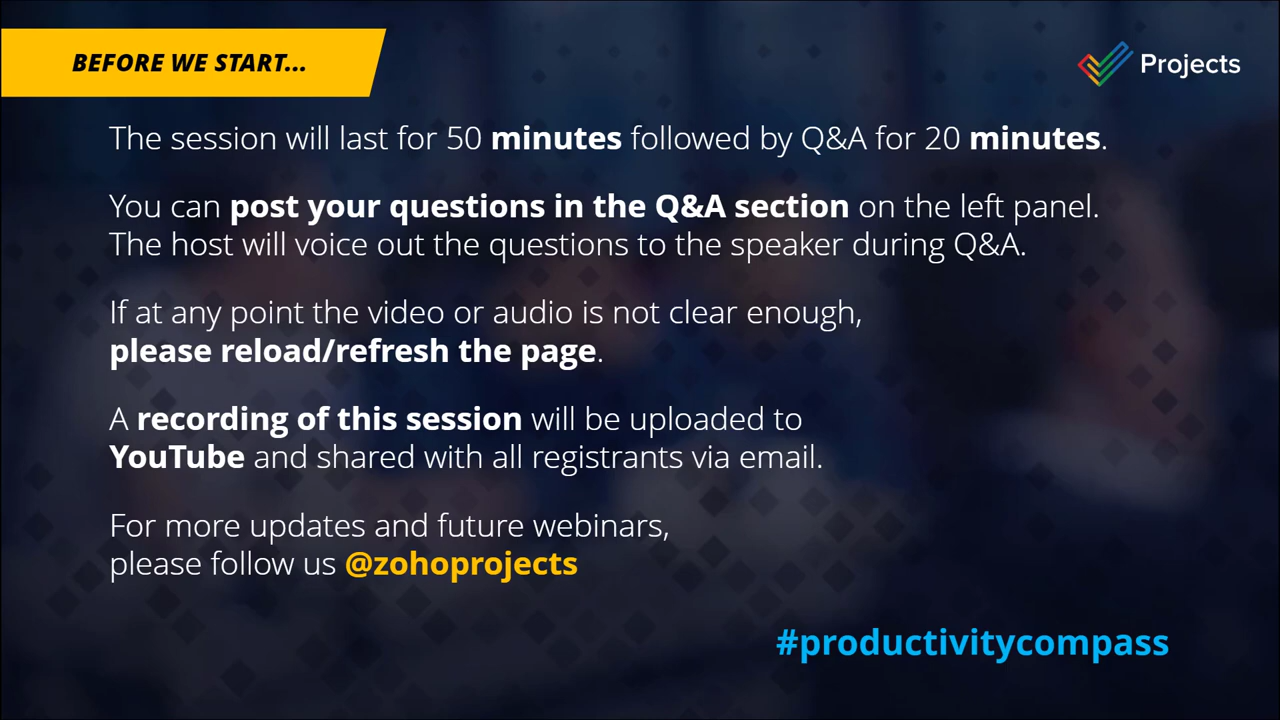 BEFORE WE START...
Projects
The session will last for 50 minutes followed by Q&A for 20 minutes.
You can post your questions in the Q&A section on the left panel.
The host will voice out the questions to the speaker during Q&A.
If at any point the video or audio is not clear enough,
please reload/refresh the page.
A recording of this session will be uploaded to
YouTube and shared with all registrants via email.
For more updates and future webinars,
please follow us @zohoprojects
#productivitycompass